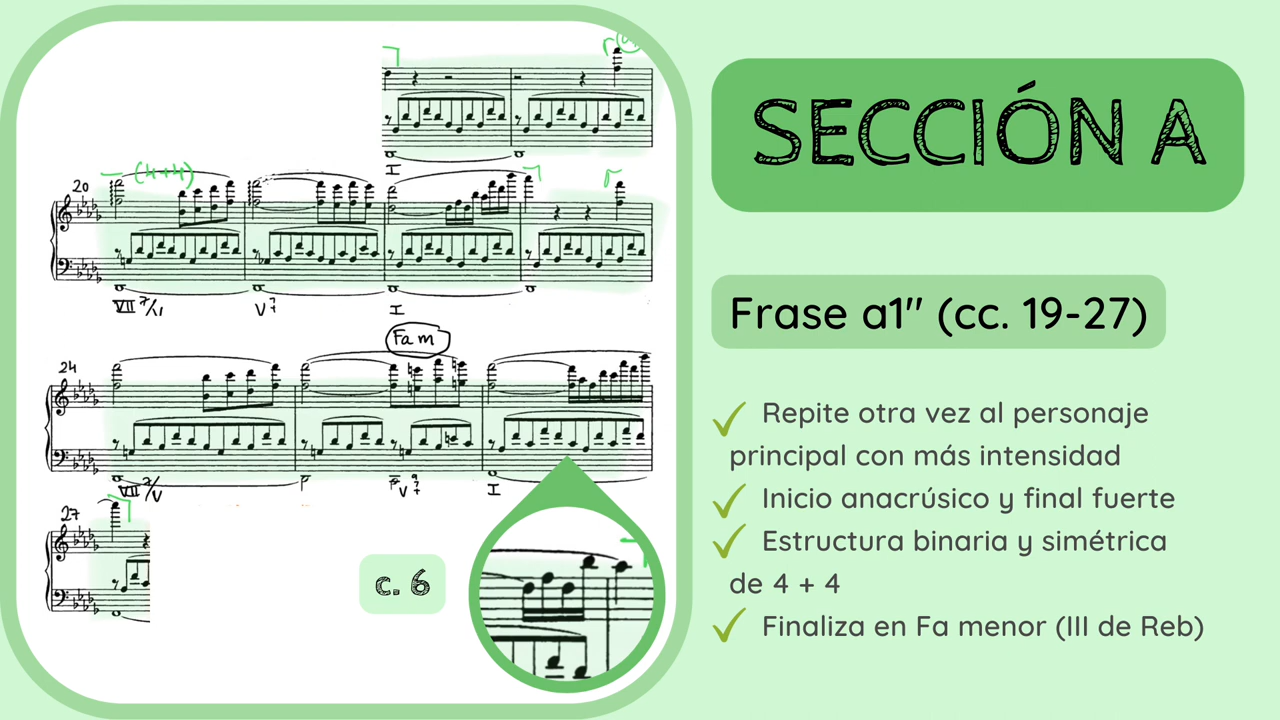 SECCIÓN A
Frase a1" (cc. 19-27)
Repite otra vez al personaje
principal con más intensidad
Inicio anacrúsico y final fuerte
Estructura binaria y simétrica
de 4 + 4
Finaliza en Fa menor (III de Reb)
I
20
(4+4)
VII 7/VI
V7
I
Fa m
24
VII 7/V
I
27
c. 6